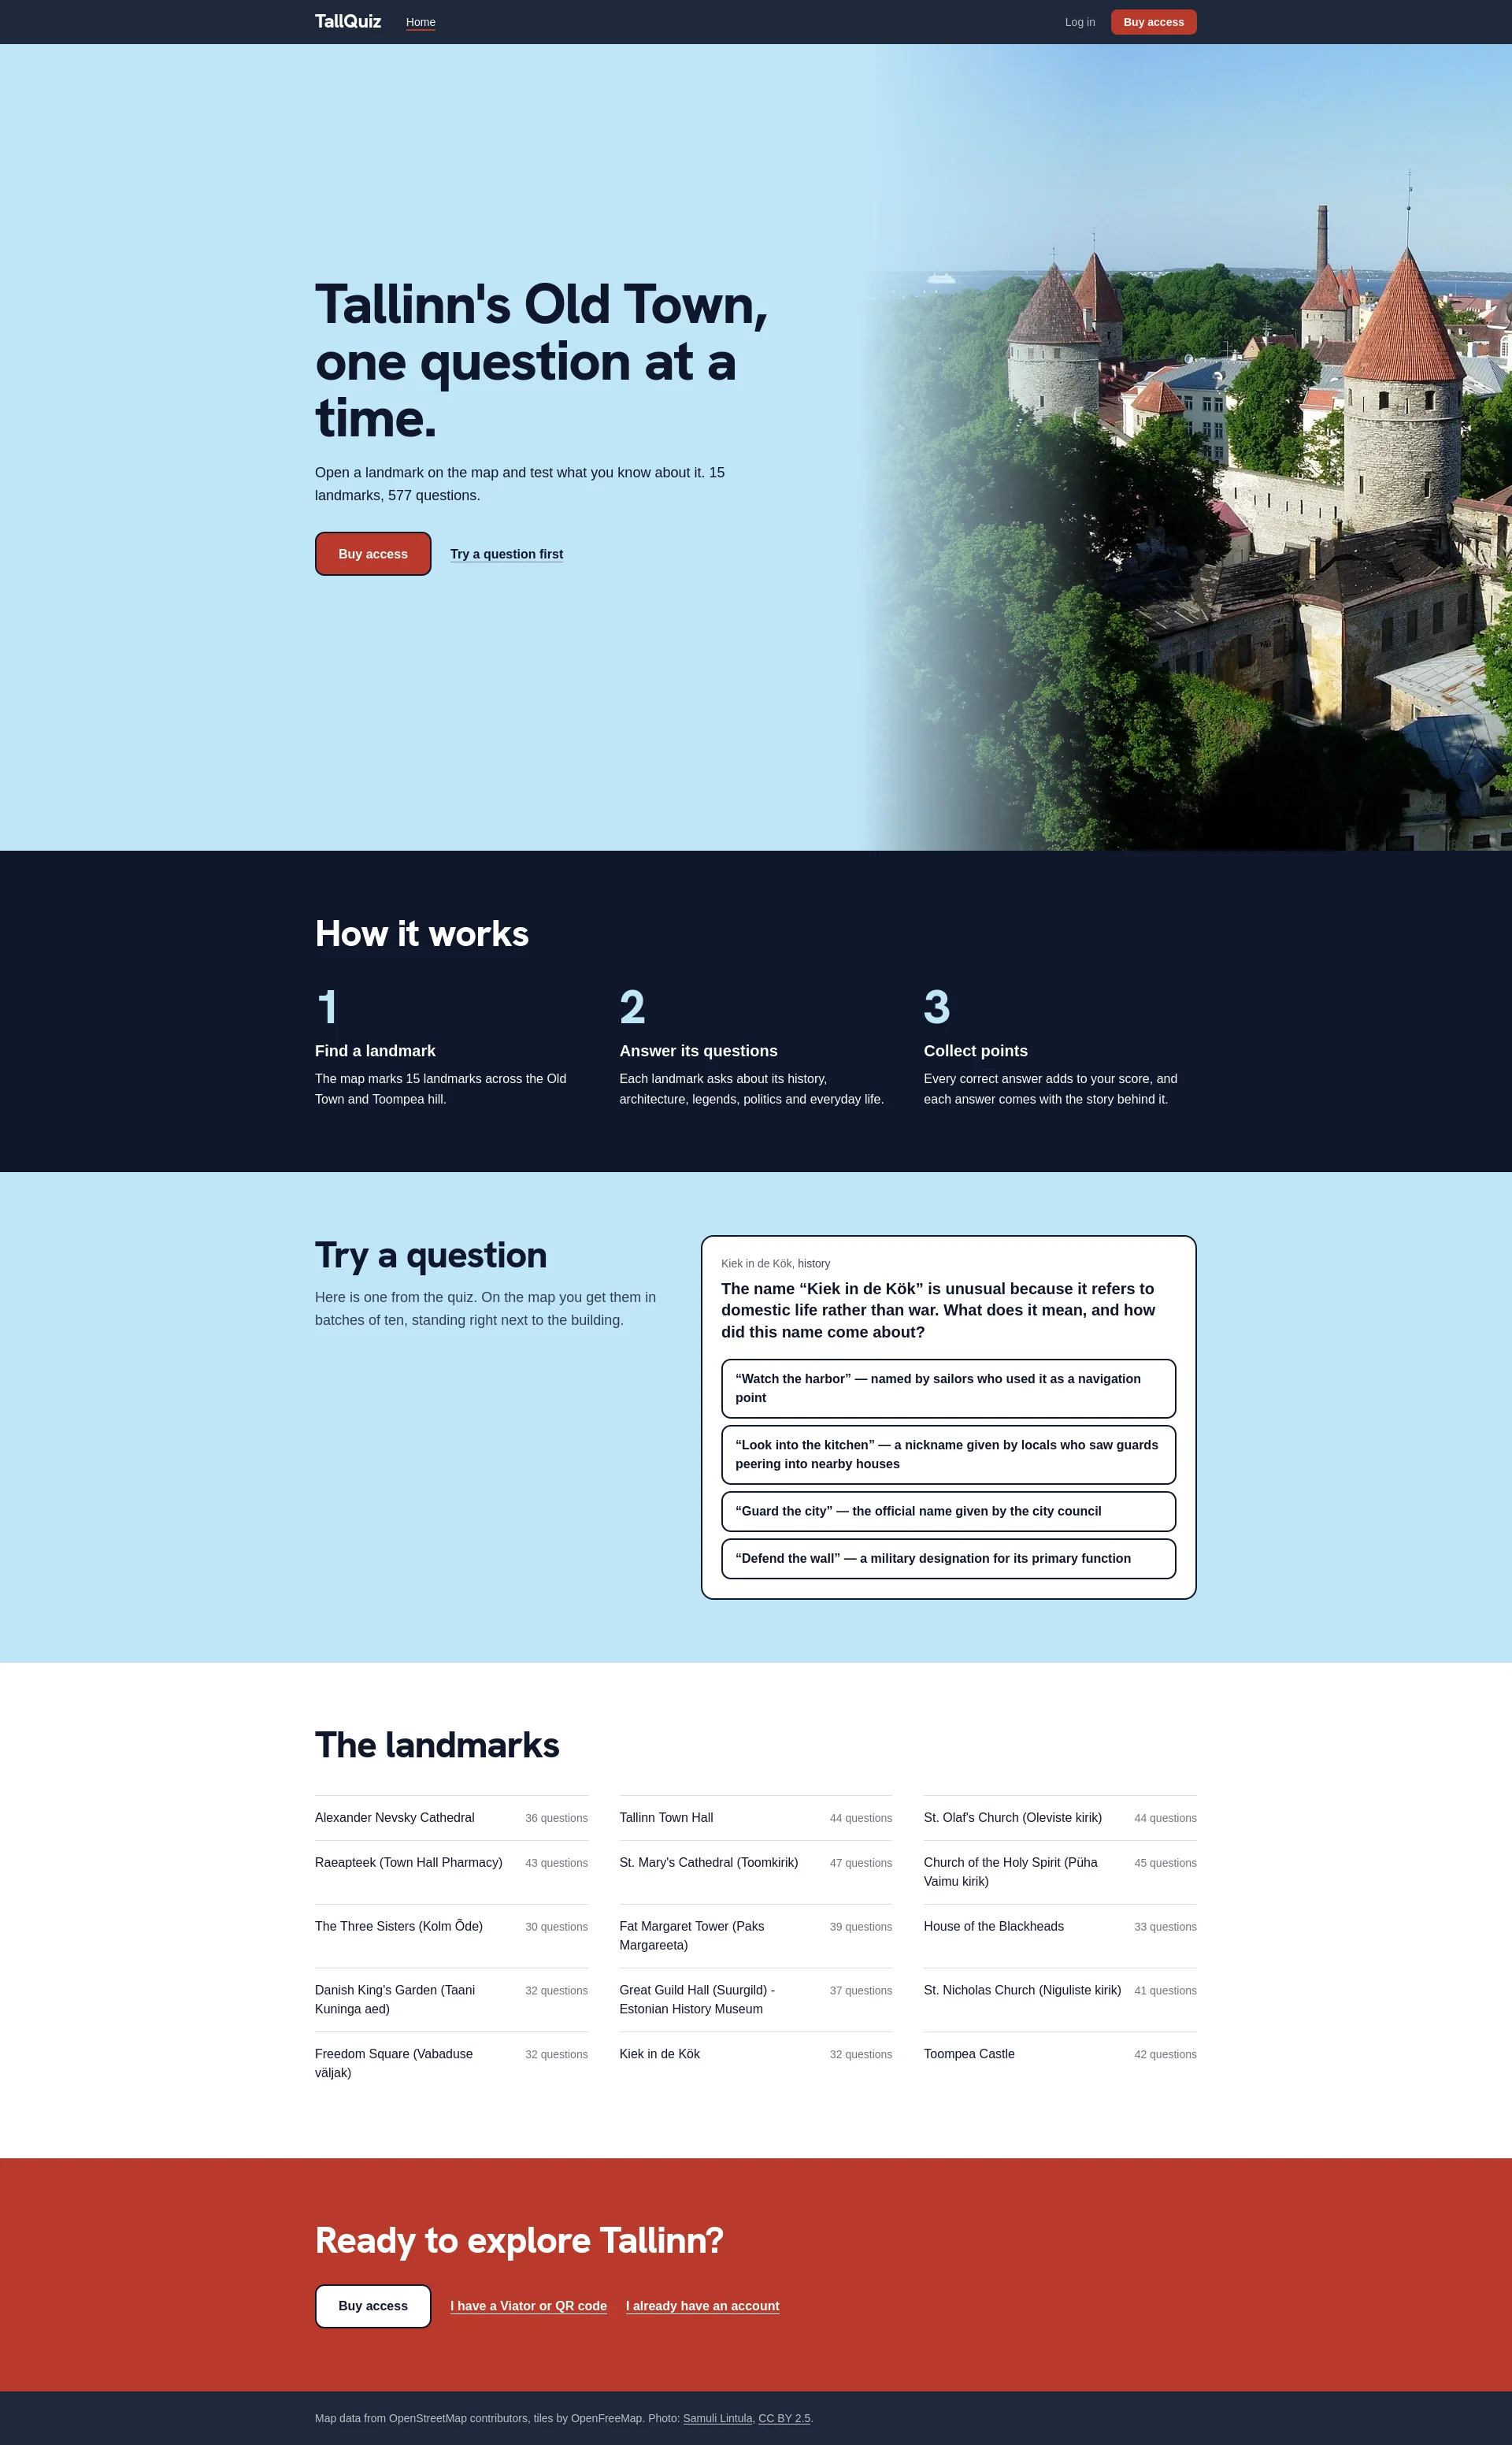 TallQuiz
Home
Log in
Buy access
Tallinn's Old Town,
one question at a
time.
Open a landmark on the map and test what you know about it. 15
landmarks, 577 questions.
Buy access
Try a question first
How it works
1
Find a landmark
The map marks 15 landmarks across the Old
Town and Toompea hill.
2
Answer its questions
Each landmark asks about its history,
architecture, legends, politics and everyday life.
3
Collect points
Every correct answer adds to your score, and
each answer comes with the story behind it.
Try a question
Here is one from the quiz. On the map you get them in
batches of ten, standing right next to the building.
Kiek in de Kök, history
The name “Kiek in de Kök” is unusual because it refers to
domestic life rather than war. What does it mean, and how
did this name come about?
“Watch the harbor” — named by sailors who used it as a navigation
point
“Look into the kitchen” — a nickname given by locals who saw guards
peering into nearby houses
“Guard the city” — the official name given by the city council
“Defend the wall” — a military designation for its primary function
The landmarks
Alexander Nevsky Cathedral 36 questions
Tallinn Town Hall 44 questions
St. Olaf's Church (Oleviste kirik) 44 questions
Raeapteek (Town Hall Pharmacy) 43 questions
St. Mary's Cathedral (Toomkirik) 47 questions
Church of the Holy Spirit (Püha
Vaimu kirik) 45 questions
The Three Sisters (Kolm Õde) 30 questions
Fat Margaret Tower (Paks
Margareeta) 39 questions
House of the Blackheads 33 questions
Danish King's Garden (Taani
Kuninga aed) 32 questions
Great Guild Hall (Suurgild) -
Estonian History Museum 37 questions
St. Nicholas Church (Niguliste kirik) 41 questions
Freedom Square (Vabaduse
väljak) 32 questions
Kiek in de Kök 32 questions
Toompea Castle 42 questions
Ready to explore Tallinn?
Buy access
I have a Viator or QR code
I already have an account
Map data from OpenStreetMap contributors, tiles by OpenFreeMap. Photo: Samuli Lintula, CC BY 2.5.